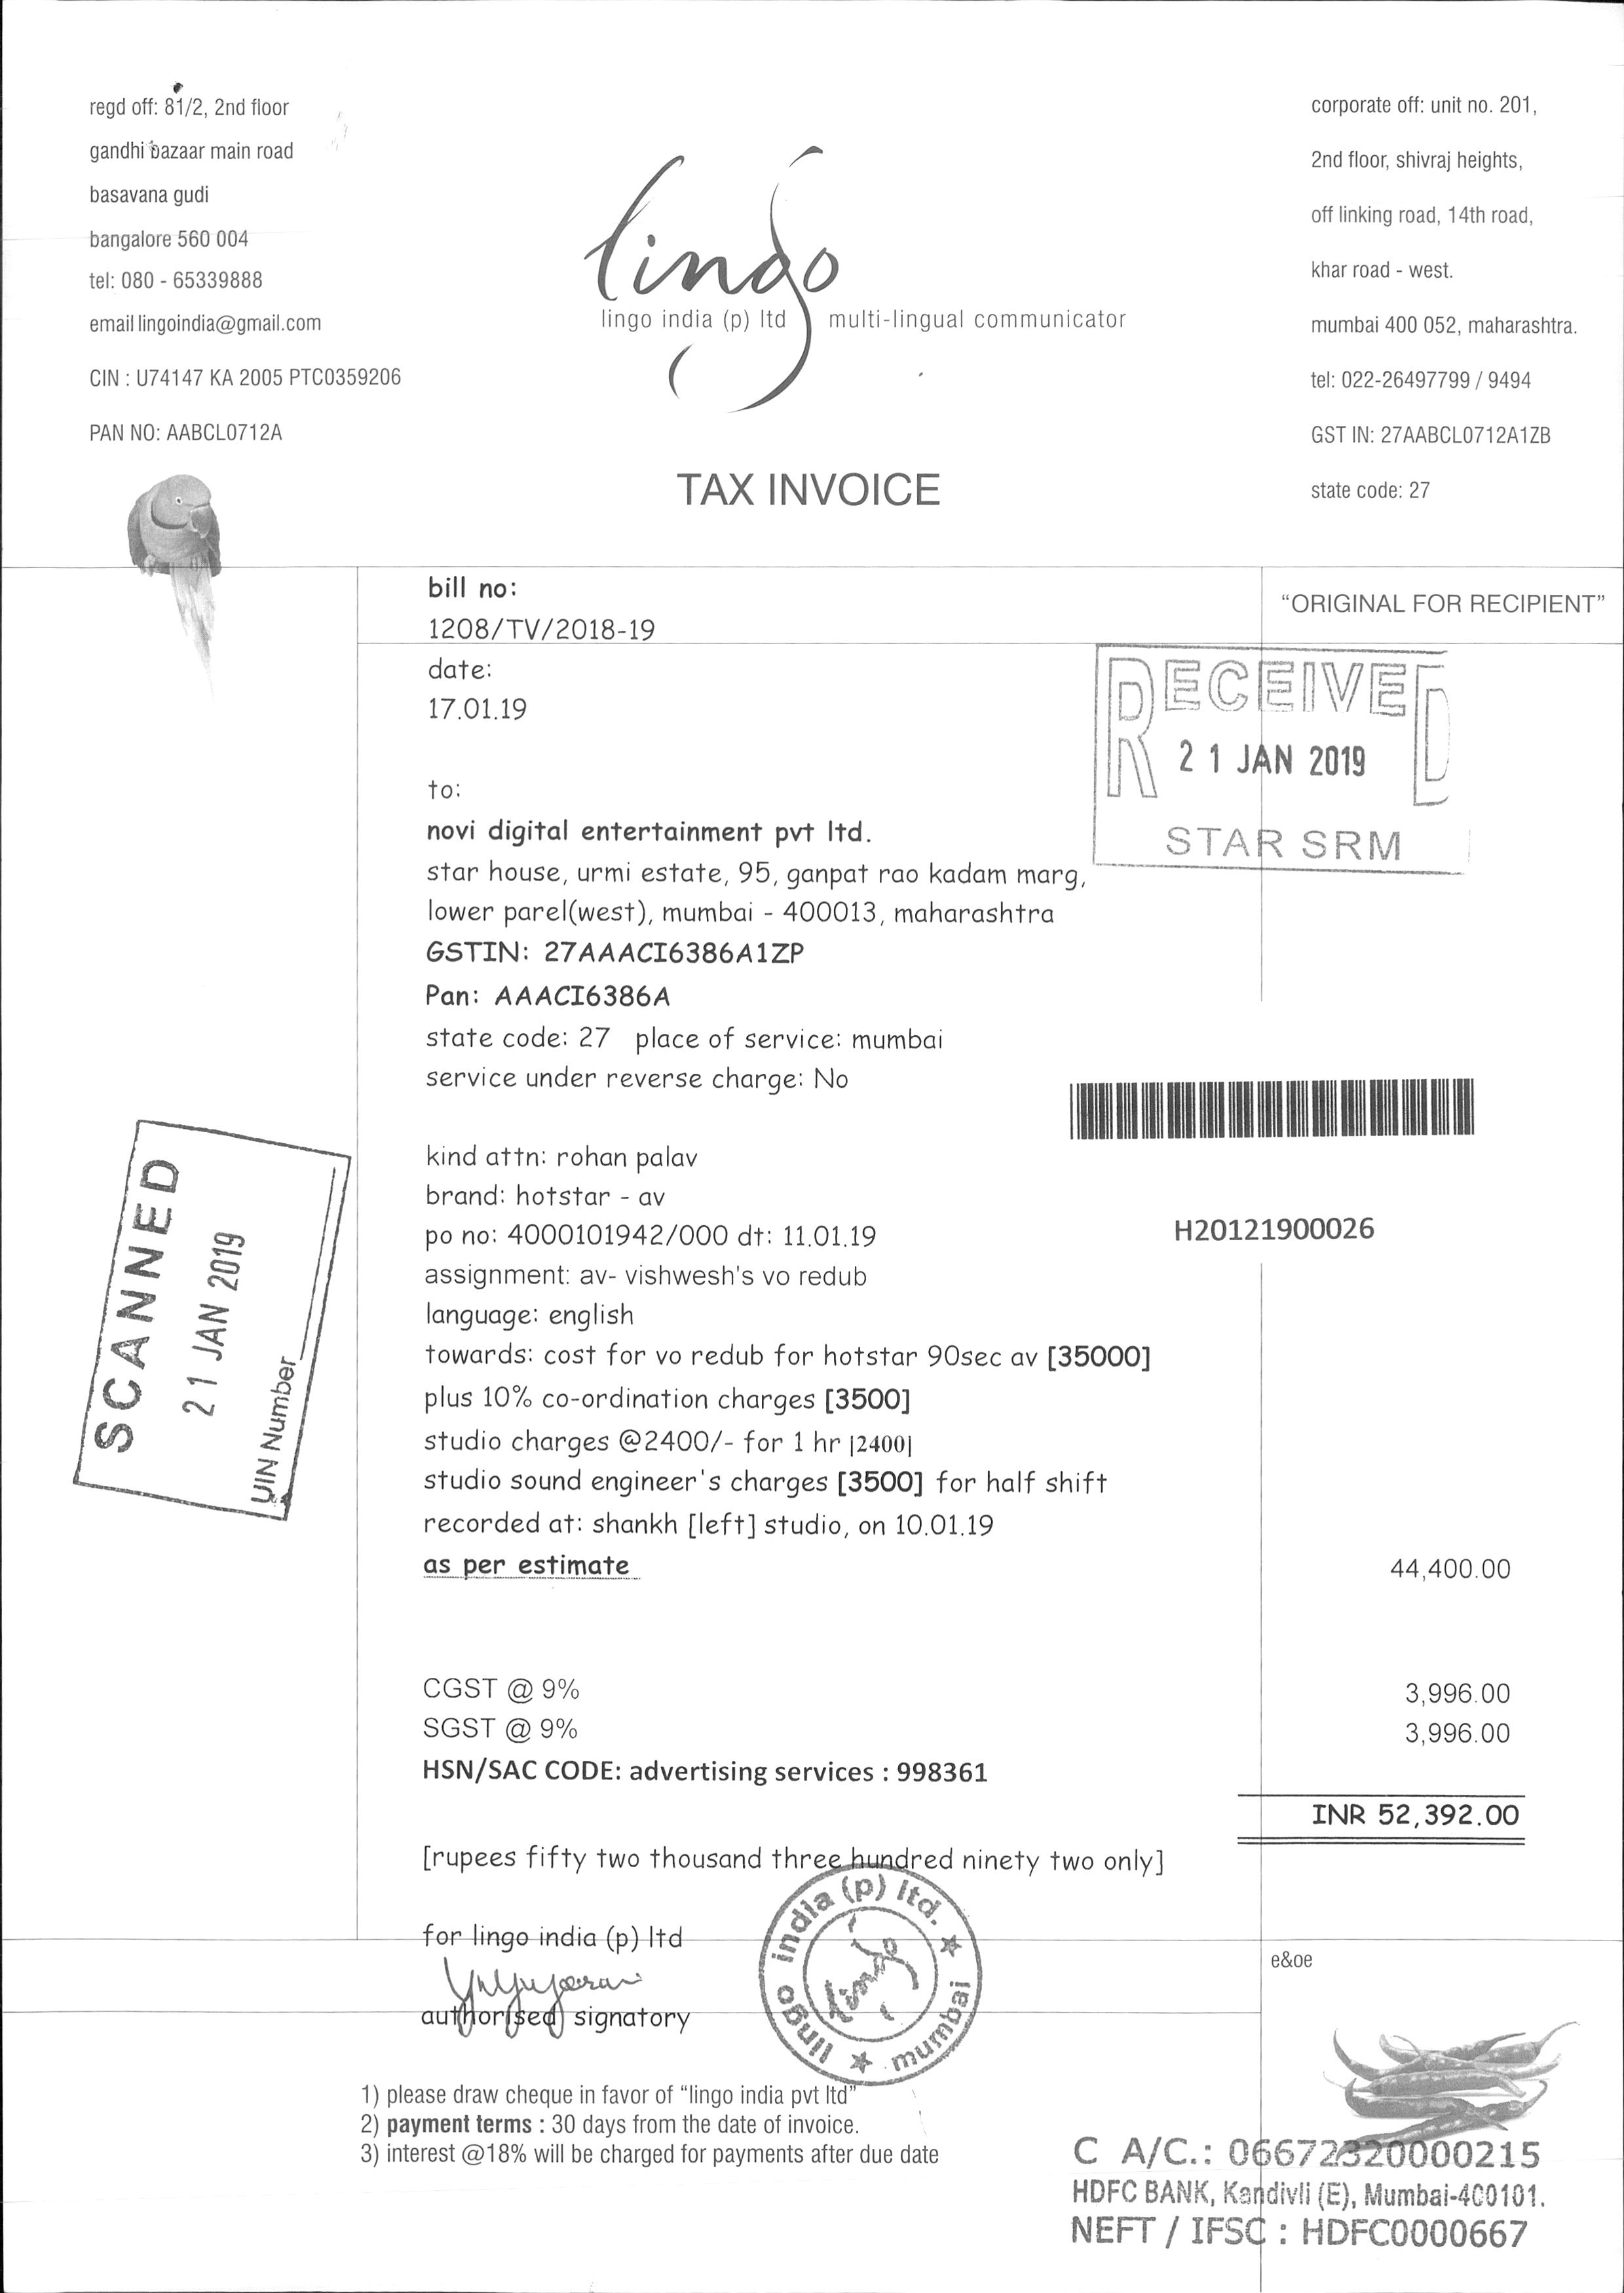 regd off: 81/2, 2nd floor
gandhi bazaar main road
basavana gudi
bangalore 560 004
tel: 080 - 65339888
email lingoindia@gmail.com
CIN : U74147 KA 2005 PTC0359206
PAN NO: AABCL0712A
lingo
lingo india (p) ltd multi-lingual communicator
corporate off: unit no. 201,
2nd floor, shivraj heights,
off linking road, 14th road,
khar road - west.
mumbai 400 052, maharashtra.
tel: 022-26497799 / 9494
GST IN: 27AABCL0712A1ZB
state code: 27
TAX INVOICE
bill no:
1208/TV/2018-19
"ORIGINAL FOR RECIPIENT"
date:
17.01.19
RECEIVED
21 JAN 2019
STAR SRM
to:
novi digital entertainment pvt ltd.
star house, urmi estate, 95, ganpat rao kadam marg,
lower parel(west), mumbai - 400013, maharashtra
GSTIN: 27AAACI6386A1ZP
Pan: AAACI6386A
state code: 27 place of service: mumbai
service under reverse charge: No
SCANNED
21 JAN 2019
UIN Number
kind attn: rohan palav
brand: hotstar - av
po no: 4000101942/000 dt: 11.01.19
H20121900026
assignment: av- vishwesh's vo redub
language: english
towards: cost for vo redub for hotstar 90sec av [35000]
plus 10% co-ordination charges [3500]
studio charges @2400/- for 1 hr |2400|
studio sound engineer's charges [3500] for half shift
recorded at: shankh [left] studio, on 10.01.19
as per estimate 44,400.00
CGST @ 9% 3,996.00
SGST @ 9% 3,996.00
HSN/SAC CODE: advertising services : 998361
INR 52,392.00
[rupees fifty two thousand three hundred ninety two only]
for lingo india (p) ltd
lingo india (p) ltd. mumbai
lingo
authorised signatory
e&oe
1) please draw cheque in favor of "lingo india pvt ltd"
2) payment terms : 30 days from the date of invoice.
3) interest @18% will be charged for payments after due date
C A/C.: 06672320000215
HDFC BANK, Kandivli (E), Mumbai-400101.
NEFT / IFSC : HDFC0000667